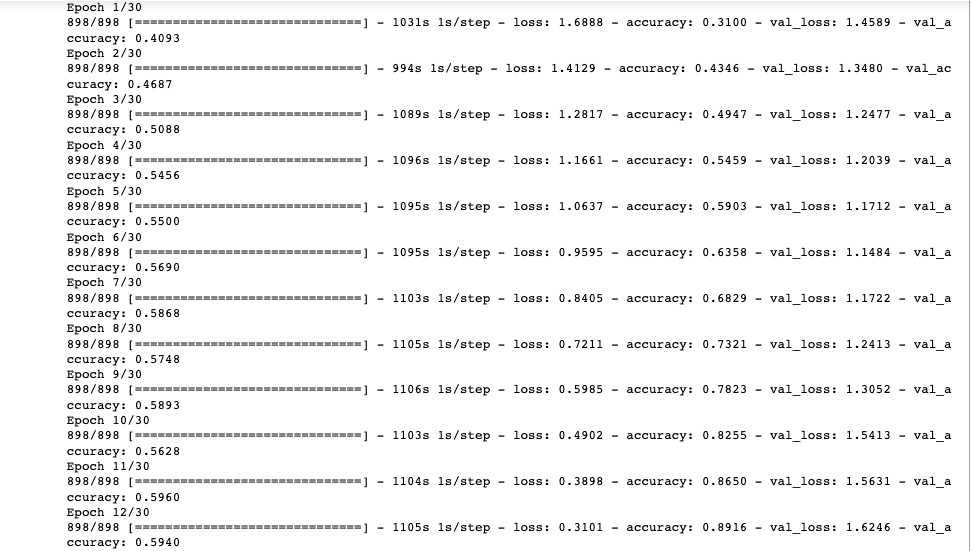 Epoch 1/30
898/898 [==============================] - 1031s 1s/step - loss: 1.6888 - accuracy: 0.3100 - val_loss: 1.4589 - val_a
ccuracy: 0.4093
Epoch 2/30
898/898 [==============================] - 994s 1s/step - loss: 1.4129 - accuracy: 0.4346 - val_loss: 1.3480 - val_ac
curacy: 0.4687
Epoch 3/30
898/898 [==============================] - 1089s 1s/step - loss: 1.2817 - accuracy: 0.4947 - val_loss: 1.2477 - val_a
ccuracy: 0.5088
Epoch 4/30
898/898 [==============================] - 1096s 1s/step - loss: 1.1661 - accuracy: 0.5459 - val_loss: 1.2039 - val_a
ccuracy: 0.5456
Epoch 5/30
898/898 [==============================] - 1095s 1s/step - loss: 1.0637 - accuracy: 0.5903 - val_loss: 1.1712 - val_a
ccuracy: 0.5500
Epoch 6/30
898/898 [==============================] - 1095s 1s/step - loss: 0.9595 - accuracy: 0.6358 - val_loss: 1.1484 - val_a
ccuracy: 0.5690
Epoch 7/30
898/898 [==============================] - 1103s 1s/step - loss: 0.8405 - accuracy: 0.6829 - val_loss: 1.1722 - val_a
ccuracy: 0.5868
Epoch 8/30
898/898 [==============================] - 1105s 1s/step - loss: 0.7211 - accuracy: 0.7321 - val_loss: 1.2413 - val_a
ccuracy: 0.5748
Epoch 9/30
898/898 [==============================] - 1106s 1s/step - loss: 0.5985 - accuracy: 0.7823 - val_loss: 1.3052 - val_a
ccuracy: 0.5893
Epoch 10/30
898/898 [==============================] - 1103s 1s/step - loss: 0.4902 - accuracy: 0.8255 - val_loss: 1.5413 - val_a
ccuracy: 0.5628
Epoch 11/30
898/898 [==============================] - 1104s 1s/step - loss: 0.3898 - accuracy: 0.8650 - val_loss: 1.5631 - val_a
ccuracy: 0.5960
Epoch 12/30
898/898 [==============================] - 1105s 1s/step - loss: 0.3101 - accuracy: 0.8916 - val_loss: 1.6246 - val_a
ccuracy: 0.5940